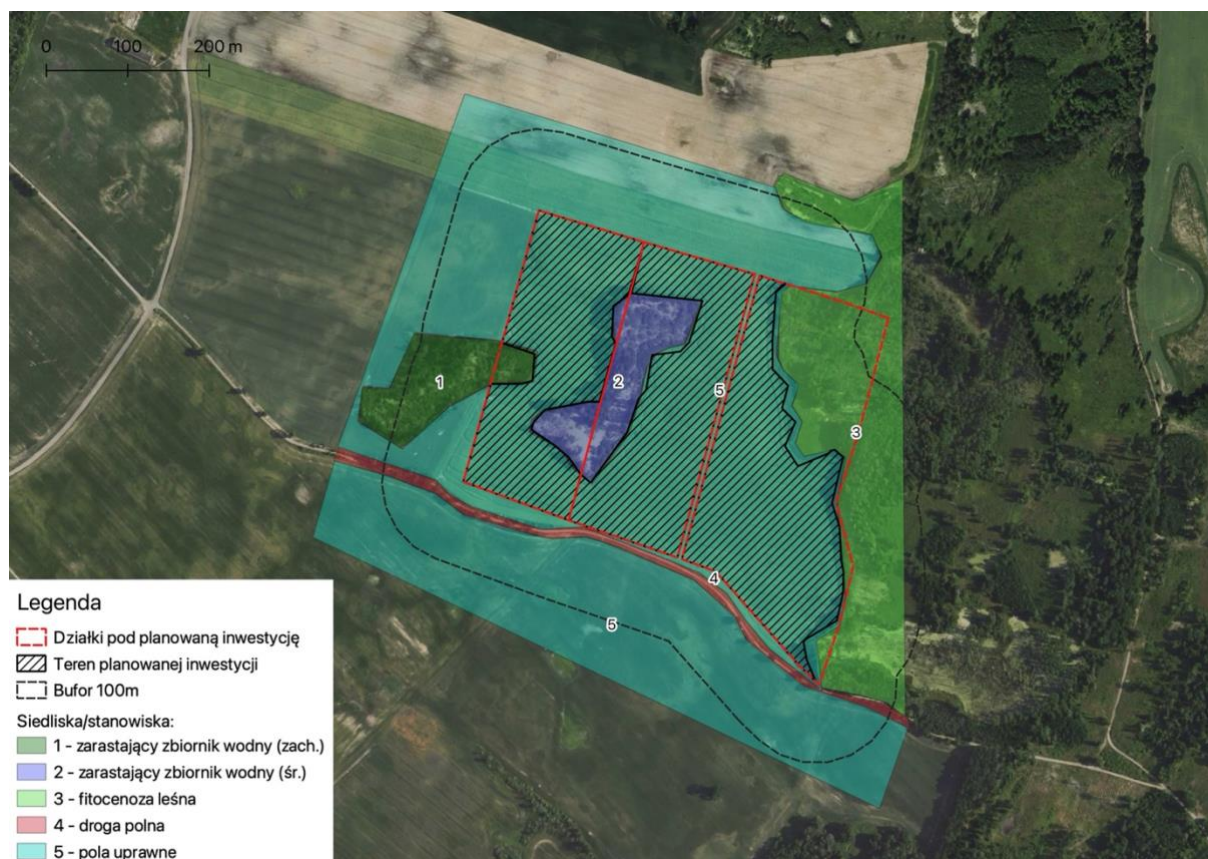 0 100 200 m
1
2
5
3
4
5
Legenda
Działki pod planowaną inwestycję
Teren planowanej inwestycji
Bufor 100m
Siedliska/stanowiska:
1 - zarastający zbiornik wodny (zach.)
2 - zarastający zbiornik wodny (śr.)
3 - fitocenoza leśna
4 - droga polna
5 - pola uprawne